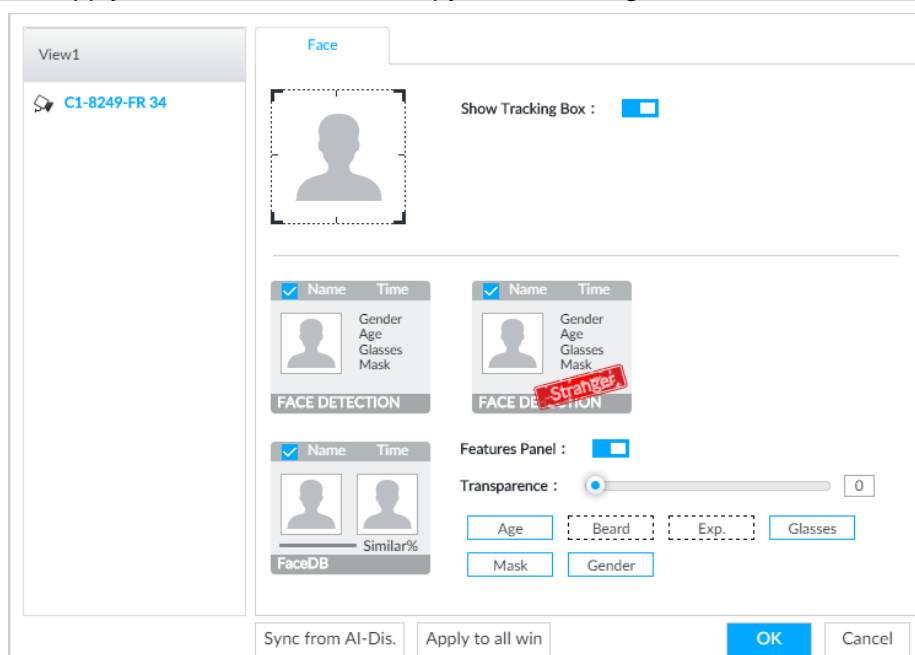 View1
Face
C1-8249-FR 34
Show Tracking Box :
Name Time
Gender
Age
Glasses
Mask
FACE DETECTION
Name Time
Gender
Age
Glasses
Mask
Stranger
Name Time
Similar%
FaceDB
Features Panel :
Transparence :
0
Age
Beard
Exp.
Glasses
Mask
Gender
Sync from AI-Dis.
Apply to all win
OK
Cancel